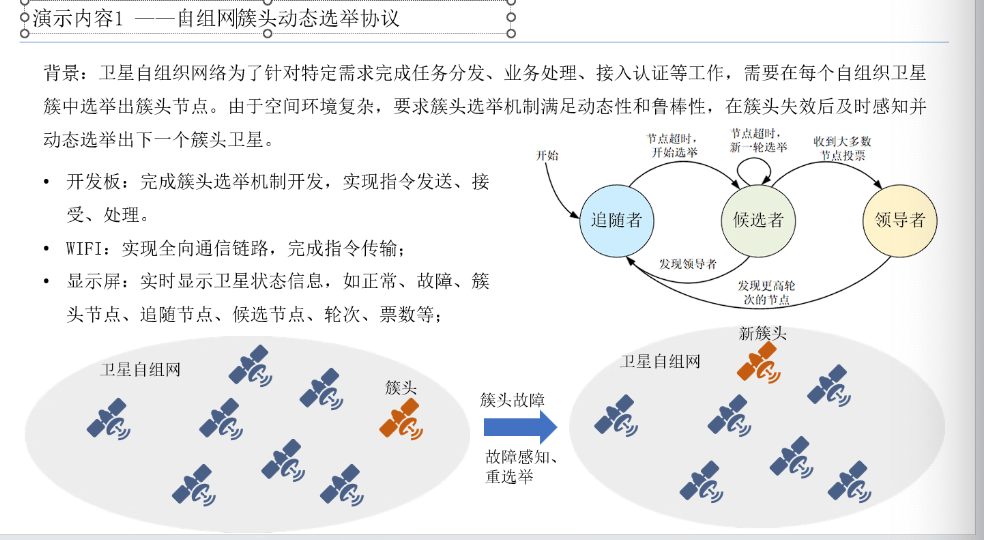 演示内容1 ——自组网簇头动态选举协议
背景：卫星自组织网络为了针对特定需求完成任务分发、业务处理、接入认证等工作，需要在每个自组织卫星
簇中选举出簇头节点。由于空间环境复杂，要求簇头选举机制满足动态性和鲁棒性，在簇头失效后及时感知并
动态选举出下一个簇头卫星。
• 开发板：完成簇头选举机制开发，实现指令发送、接
受、处理。
• WIFI：实现全向通信链路，完成指令传输；
• 显示屏：实时显示卫星状态信息，如正常、故障、簇
头节点、追随节点、候选节点、轮次、票数等；
开始
节点超时，
开始选举
节点超时，
新一轮选举
收到大多数
节点投票
追随者
候选者
领导者
发现领导者
发现更高轮
次的节点
卫星自组网
簇头
簇头故障
故障感知、
重选举
卫星自组网
新簇头